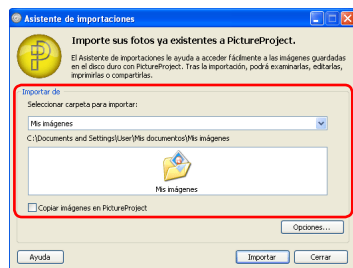 Asistente de importaciones
Importe sus fotos ya existentes a PictureProject.
El Asistente de importaciones le ayuda a acceder fácilmente a las imágenes guardadas
en el disco duro con PictureProject. Tras la importación, podrá examinarlas, editarlas,
imprimirlas o compartirlas.
Importar de
Seleccionar carpeta para importar:
Mis imágenes
C:\Documents and Settings\User\Mis documentos\Mis imágenes
Mis imágenes
Copiar imágenes en PictureProject
Opciones...
Ayuda
Importar
Cerrar